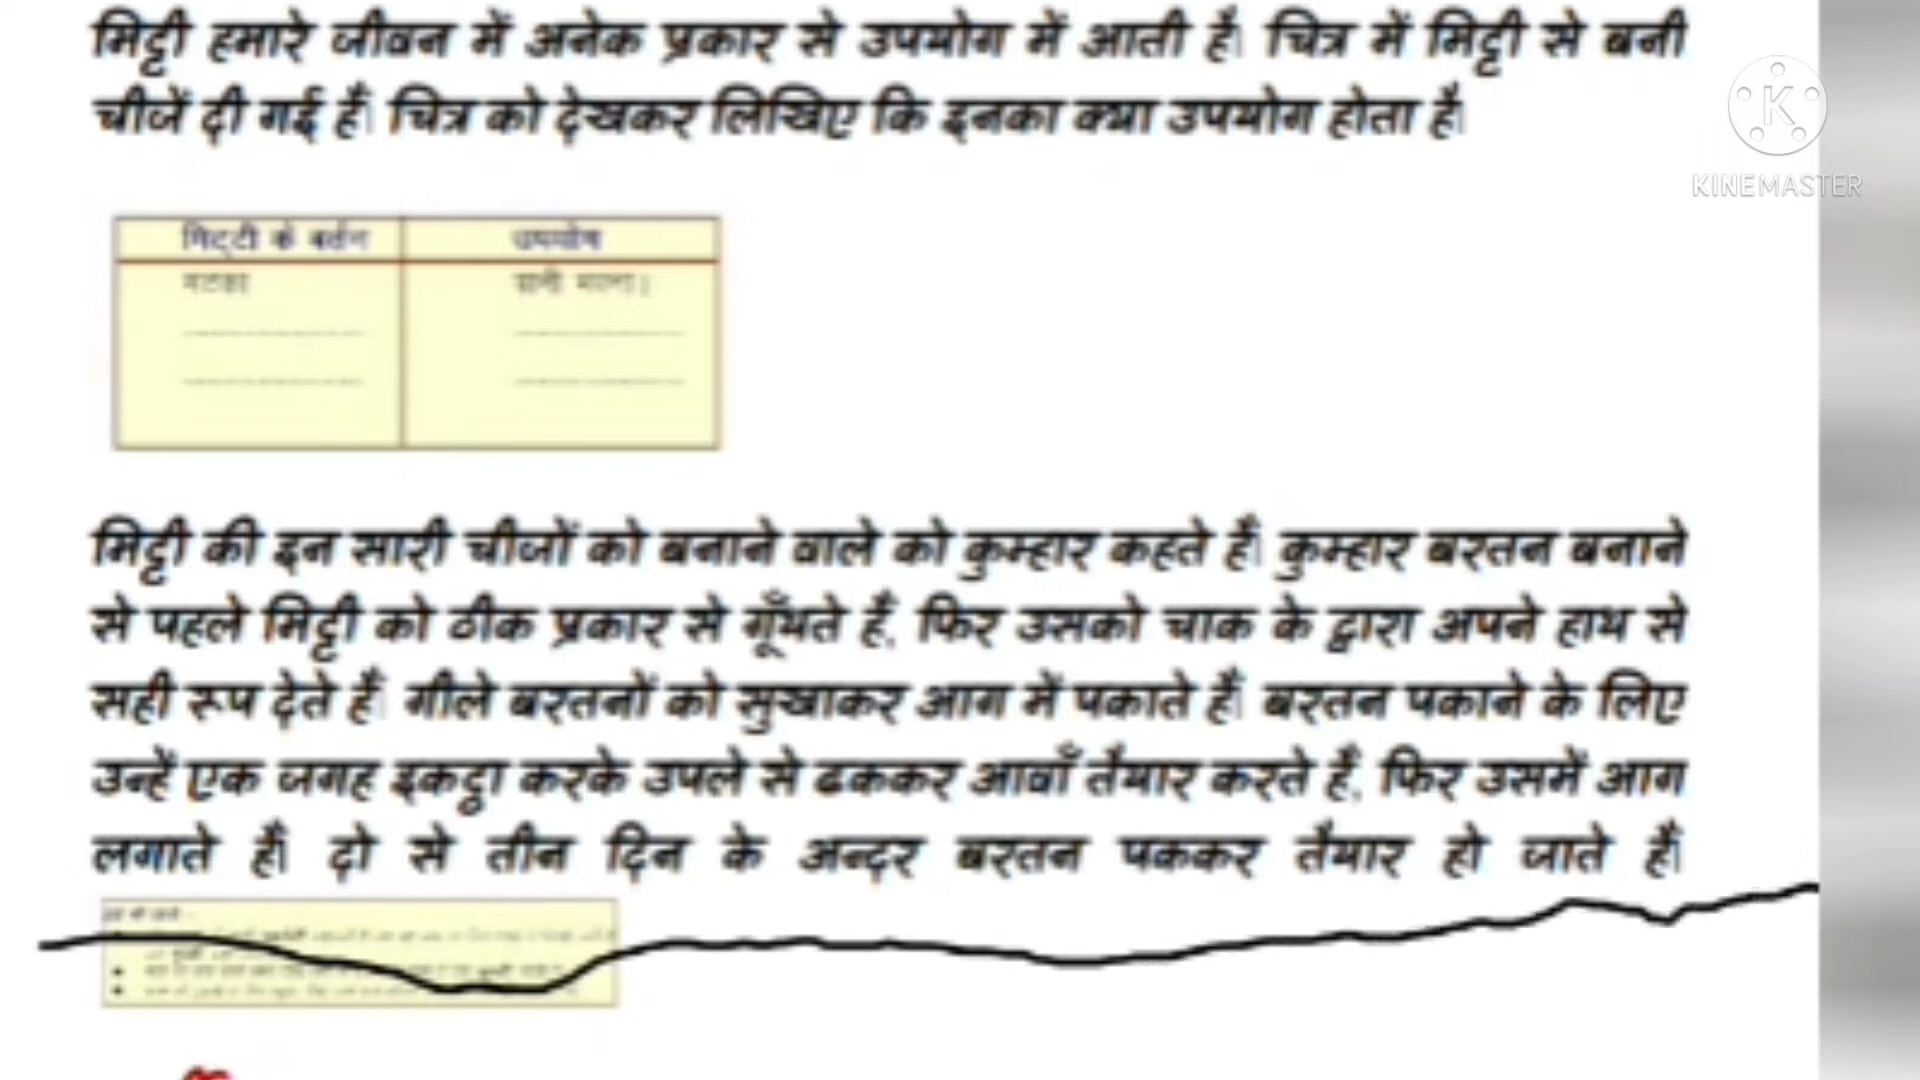 मिट्टी हमारे जीवन में अनेक प्रकार से उपयोग में आती है। चित्र में मिट्टी से बनी
चीजें दी गई हैं। चित्र को देखकर लिखिए कि इनका क्या उपयोग होता है।
KINEMASTER
मिट्टी के बर्तन उपयोग
मटका पानी भरना।
मिट्टी की इन सारी चीजों को बनाने वाले को कुम्हार कहते हैं। कुम्हार बरतन बनाने
से पहले मिट्टी को ठीक प्रकार से गूँथते हैं, फिर उसको चाक के द्वारा अपने हाथ से
सही रूप देते हैं। गीले बरतनों को सुखाकर आग में पकाते हैं। बरतन पकाने के लिए
उन्हें एक जगह इकट्ठा करके उपले से ढककर आवाँ तैयार करते हैं, फिर उसमें आग
लगाते हैं। दो से तीन दिन के अन्दर बरतन पककर तैयार हो जाते हैं।